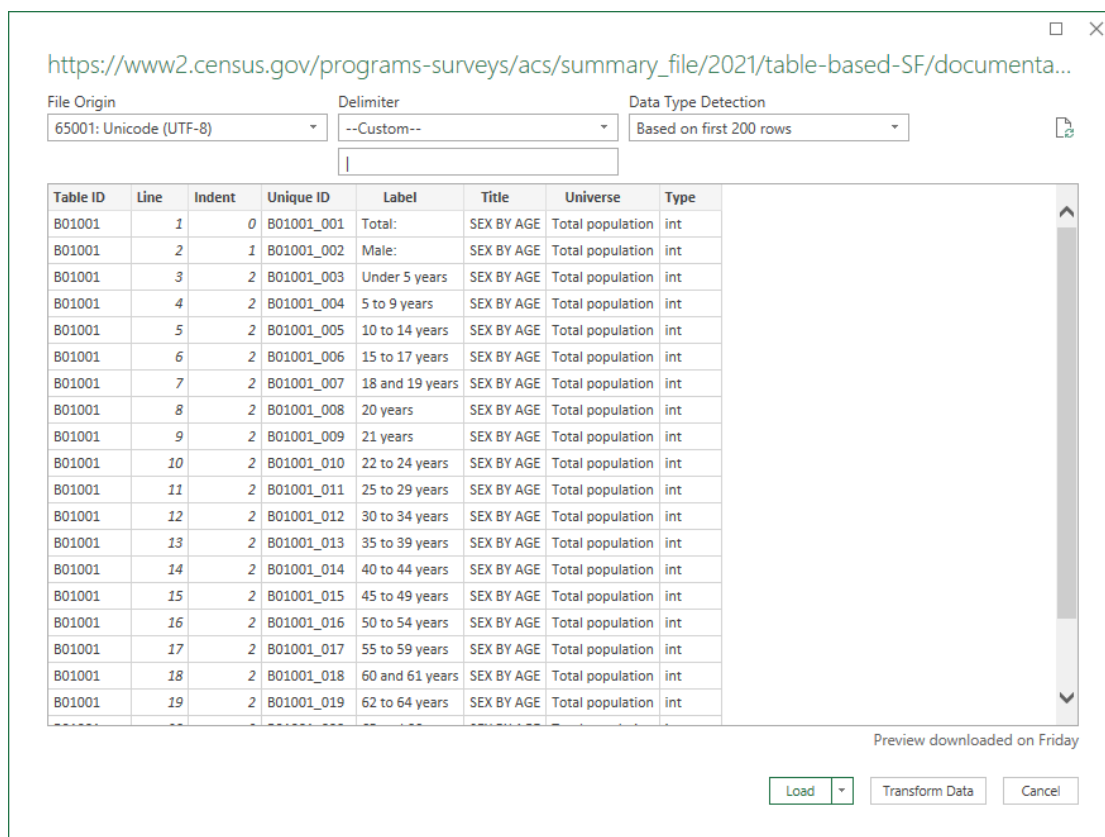 https://www2.census.gov/programs-surveys/acs/summary_file/2021/table-based-SF/documenta...
File Origin Delimiter Data Type Detection
65001: Unicode (UTF-8) --Custom-- Based on first 200 rows
|
Table ID Line Indent Unique ID Label Title Universe Type
B01001 1 0 B01001_001 Total: SEX BY AGE Total population int
B01001 2 1 B01001_002 Male: SEX BY AGE Total population int
B01001 3 2 B01001_003 Under 5 years SEX BY AGE Total population int
B01001 4 2 B01001_004 5 to 9 years SEX BY AGE Total population int
B01001 5 2 B01001_005 10 to 14 years SEX BY AGE Total population int
B01001 6 2 B01001_006 15 to 17 years SEX BY AGE Total population int
B01001 7 2 B01001_007 18 and 19 years SEX BY AGE Total population int
B01001 8 2 B01001_008 20 years SEX BY AGE Total population int
B01001 9 2 B01001_009 21 years SEX BY AGE Total population int
B01001 10 2 B01001_010 22 to 24 years SEX BY AGE Total population int
B01001 11 2 B01001_011 25 to 29 years SEX BY AGE Total population int
B01001 12 2 B01001_012 30 to 34 years SEX BY AGE Total population int
B01001 13 2 B01001_013 35 to 39 years SEX BY AGE Total population int
B01001 14 2 B01001_014 40 to 44 years SEX BY AGE Total population int
B01001 15 2 B01001_015 45 to 49 years SEX BY AGE Total population int
B01001 16 2 B01001_016 50 to 54 years SEX BY AGE Total population int
B01001 17 2 B01001_017 55 to 59 years SEX BY AGE Total population int
B01001 18 2 B01001_018 60 and 61 years SEX BY AGE Total population int
B01001 19 2 B01001_019 62 to 64 years SEX BY AGE Total population int
Preview downloaded on Friday
Load Transform Data Cancel